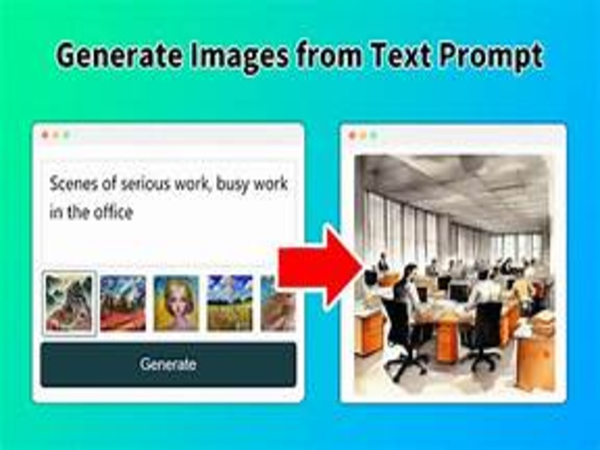 Generate Images from Text Prompt
Scenes of serious work, busy work
in the office
Generate